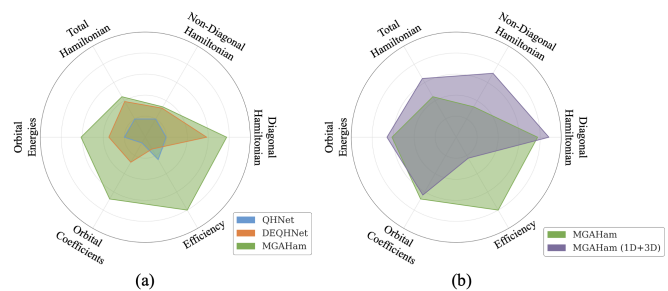 Total
Hamiltonian
Non-Diagonal
Hamiltonian
Orbital
Energies
Diagonal
Hamiltonian
Orbital
Coefficients
Efficiency
QHNet
DEQHNet
MGAHam
(a)
Total
Hamiltonian
Non-Diagonal
Hamiltonian
Orbital
Energies
Diagonal
Hamiltonian
Orbital
Coefficients
Efficiency
MGAHam
MGAHam (1D+3D)
(b)